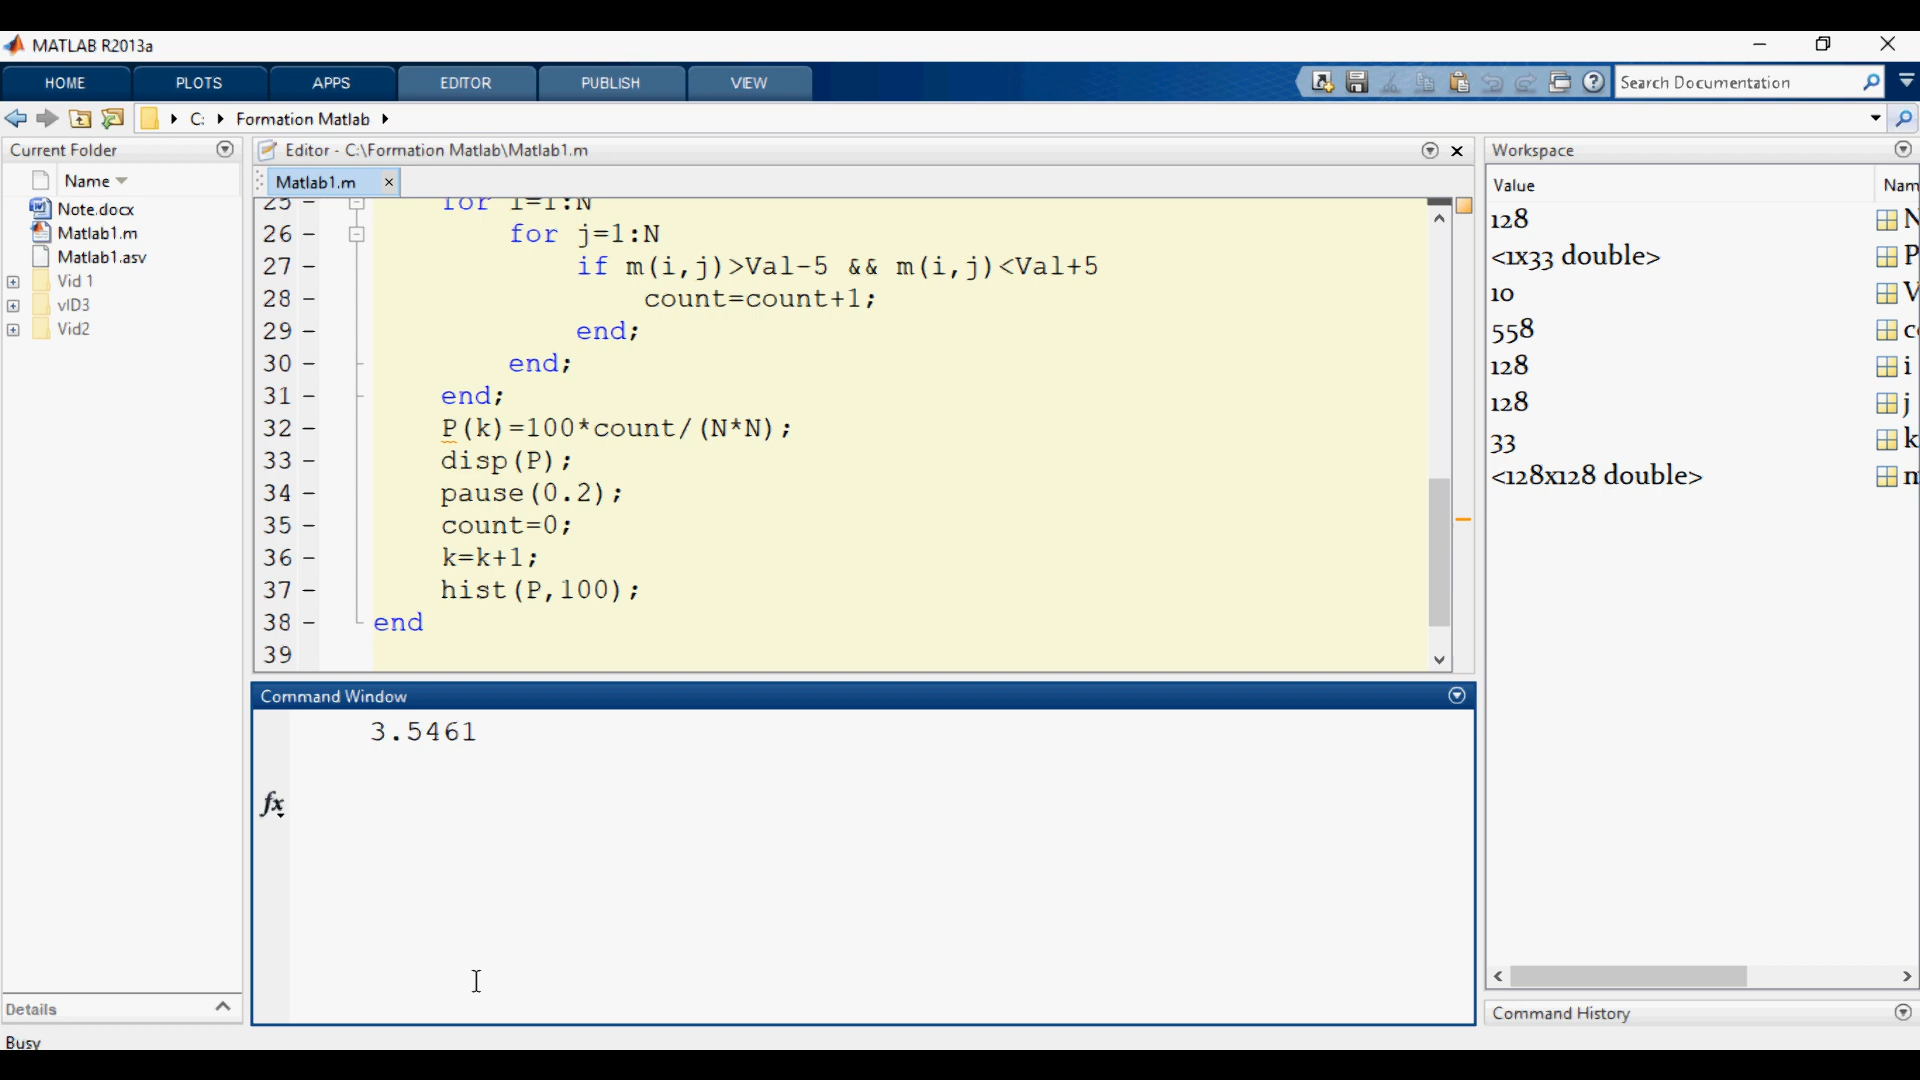 MATLAB R2013a
HOME
PLOTS
APPS
EDITOR
PUBLISH
VIEW
Search Documentation
C:
Formation Matlab
Current Folder
Name
Note.docx
Matlab1.m
Matlab1.asv
Vid 1
vID3
Vid2
Details
Busy
Editor - C:\Formation Matlab\Matlab1.m
Matlab1.m
25 - for i=1:N
26 - for j=1:N
27 - if m(i,j)>Val-5 && m(i,j)<Val+5
28 - count=count+1;
29 - end;
30 - end;
31 - end;
32 - P(k)=100*count/(N*N);
33 - disp(P);
34 - pause(0.2);
35 - count=0;
36 - k=k+1;
37 - hist(P,100);
38 - end
39
Command Window
3.5461
fx
Workspace
Value
128 N
<1x33 double> P
10 V
558
128 i
128 j
33 k
<128x128 double>
Command History